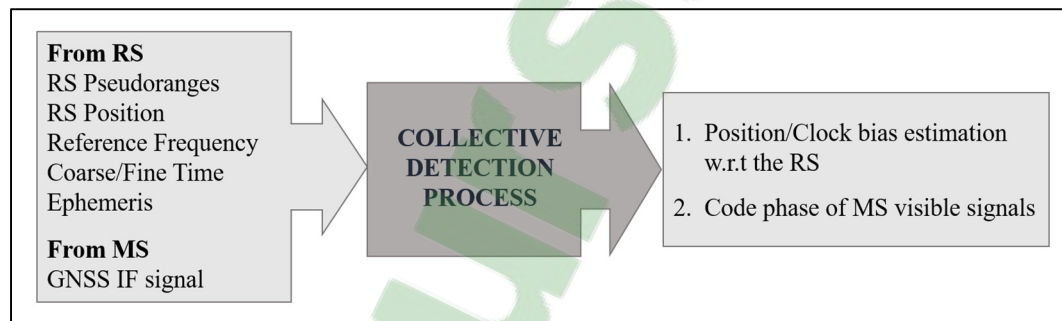 From RS
RS Pseudoranges
RS Position
Reference Frequency
Coarse/Fine Time
Ephemeris
From MS
GNSS IF signal
COLLECTIVE
DETECTION
PROCESS
1. Position/Clock bias estimation
w.r.t the RS
2. Code phase of MS visible signals